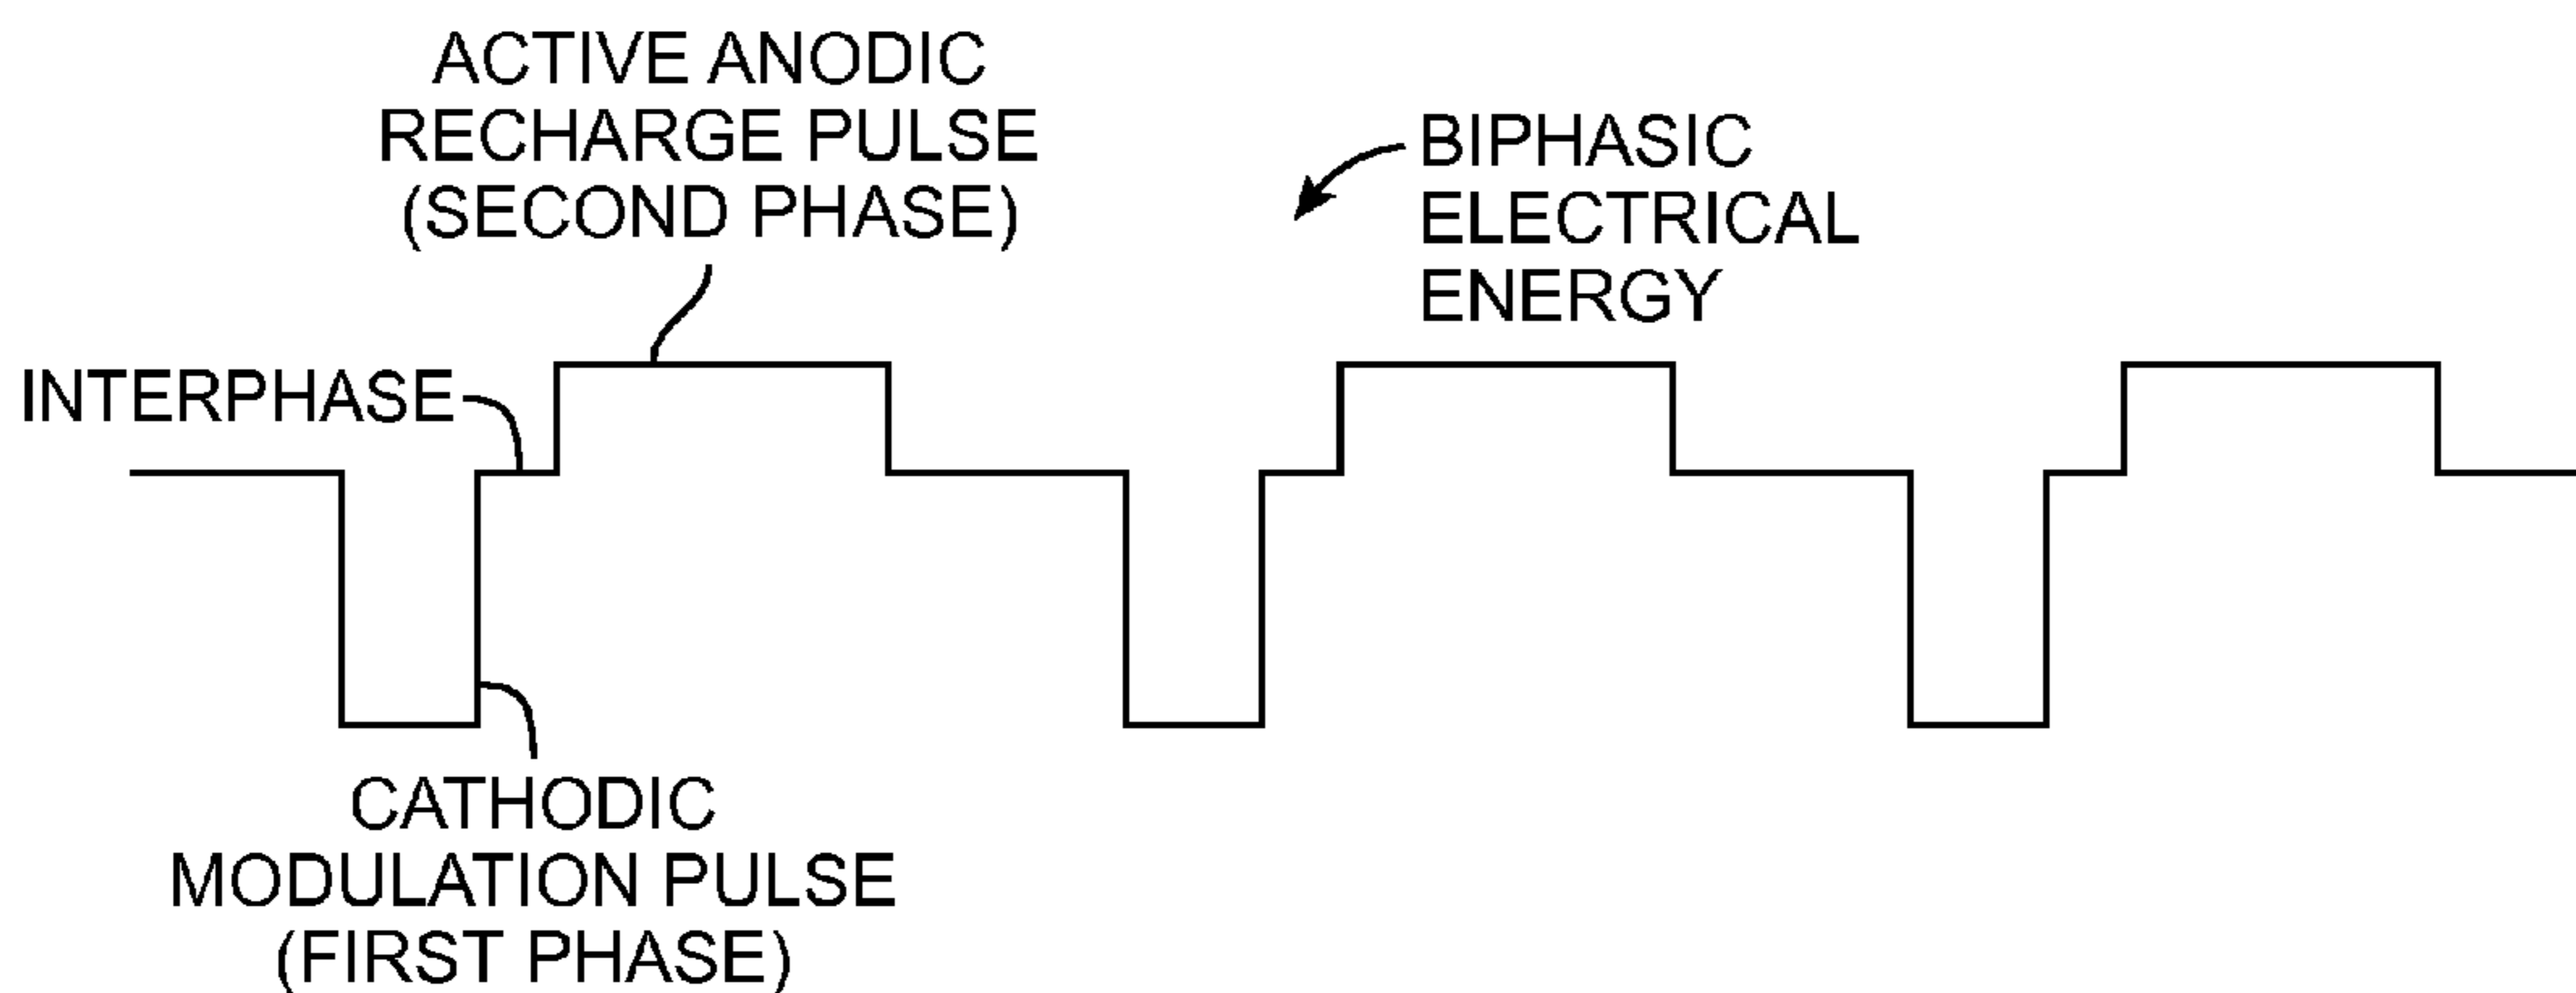 ACTIVE ANODIC
RECHARGE PULSE
(SECOND PHASE)
BIPHASIC
ELECTRICAL
ENERGY
INTERPHASE
CATHODIC
MODULATION PULSE
(FIRST PHASE)